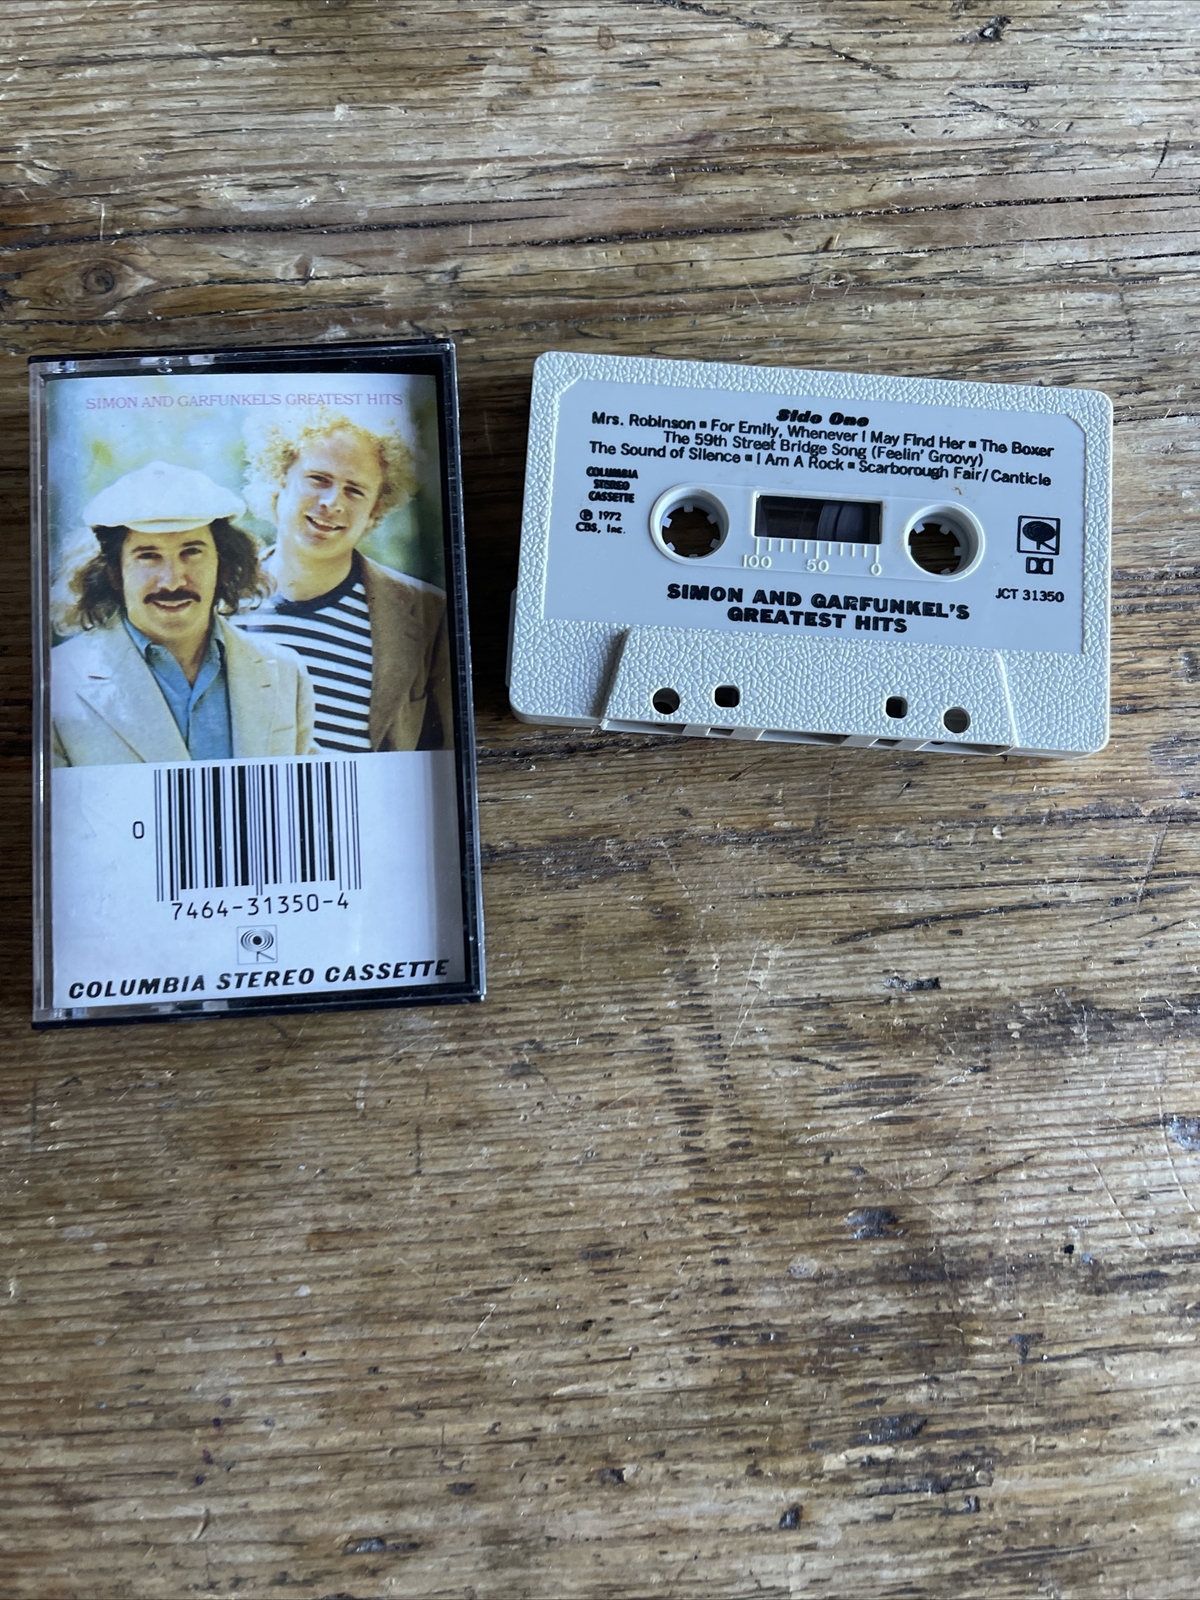 SIMON AND GARFUNKEL'S GREATEST HITS
0
7464-31350-4
COLUMBIA STEREO CASSETTE
Side One
Mrs. Robinson ▪ For Emily, Whenever I May Find Her ▪ The Boxer
The 59th Street Bridge Song (Feelin' Groovy)
The Sound of Silence ▪ I Am A Rock ▪ Scarborough Fair/Canticle
COLUMBIA
STEREO
CASSETTE
℗ 1972
CBS, Inc.
100 50 0
JCT 31350
SIMON AND GARFUNKEL'S
GREATEST HITS